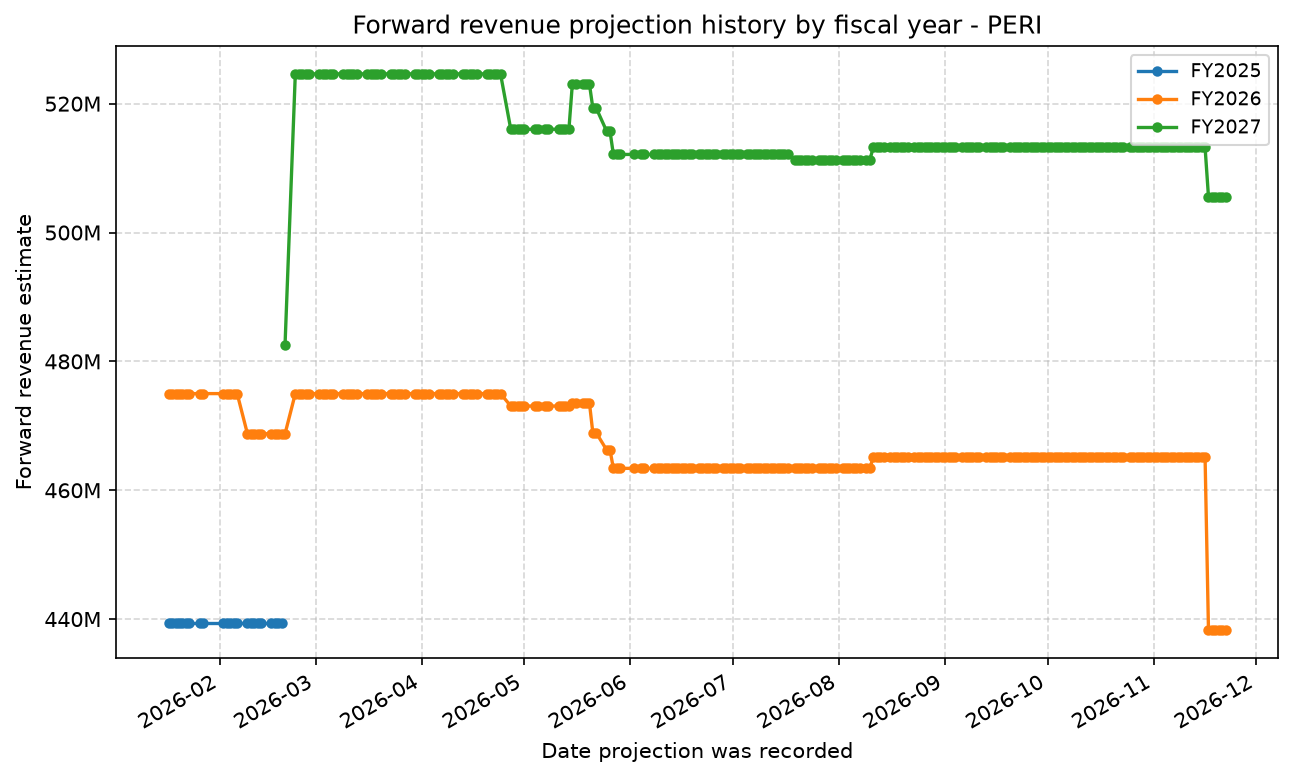 Forward revenue projection history by fiscal year - PERI
FY2025
FY2026
FY2027
Forward revenue estimate
520M
500M
480M
460M
440M
2026-02
2026-03
2026-04
2026-05
2026-06
2026-07
2026-08
2026-09
2026-10
2026-11
2026-12
Date projection was recorded